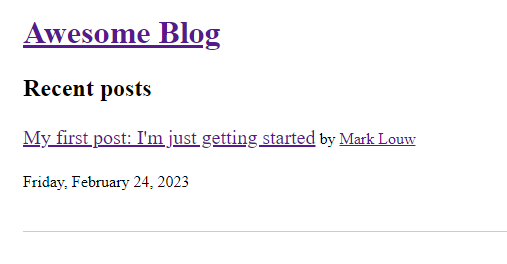 Awesome Blog
Recent posts
My first post: I'm just getting started by Mark Louw
Friday, February 24, 2023